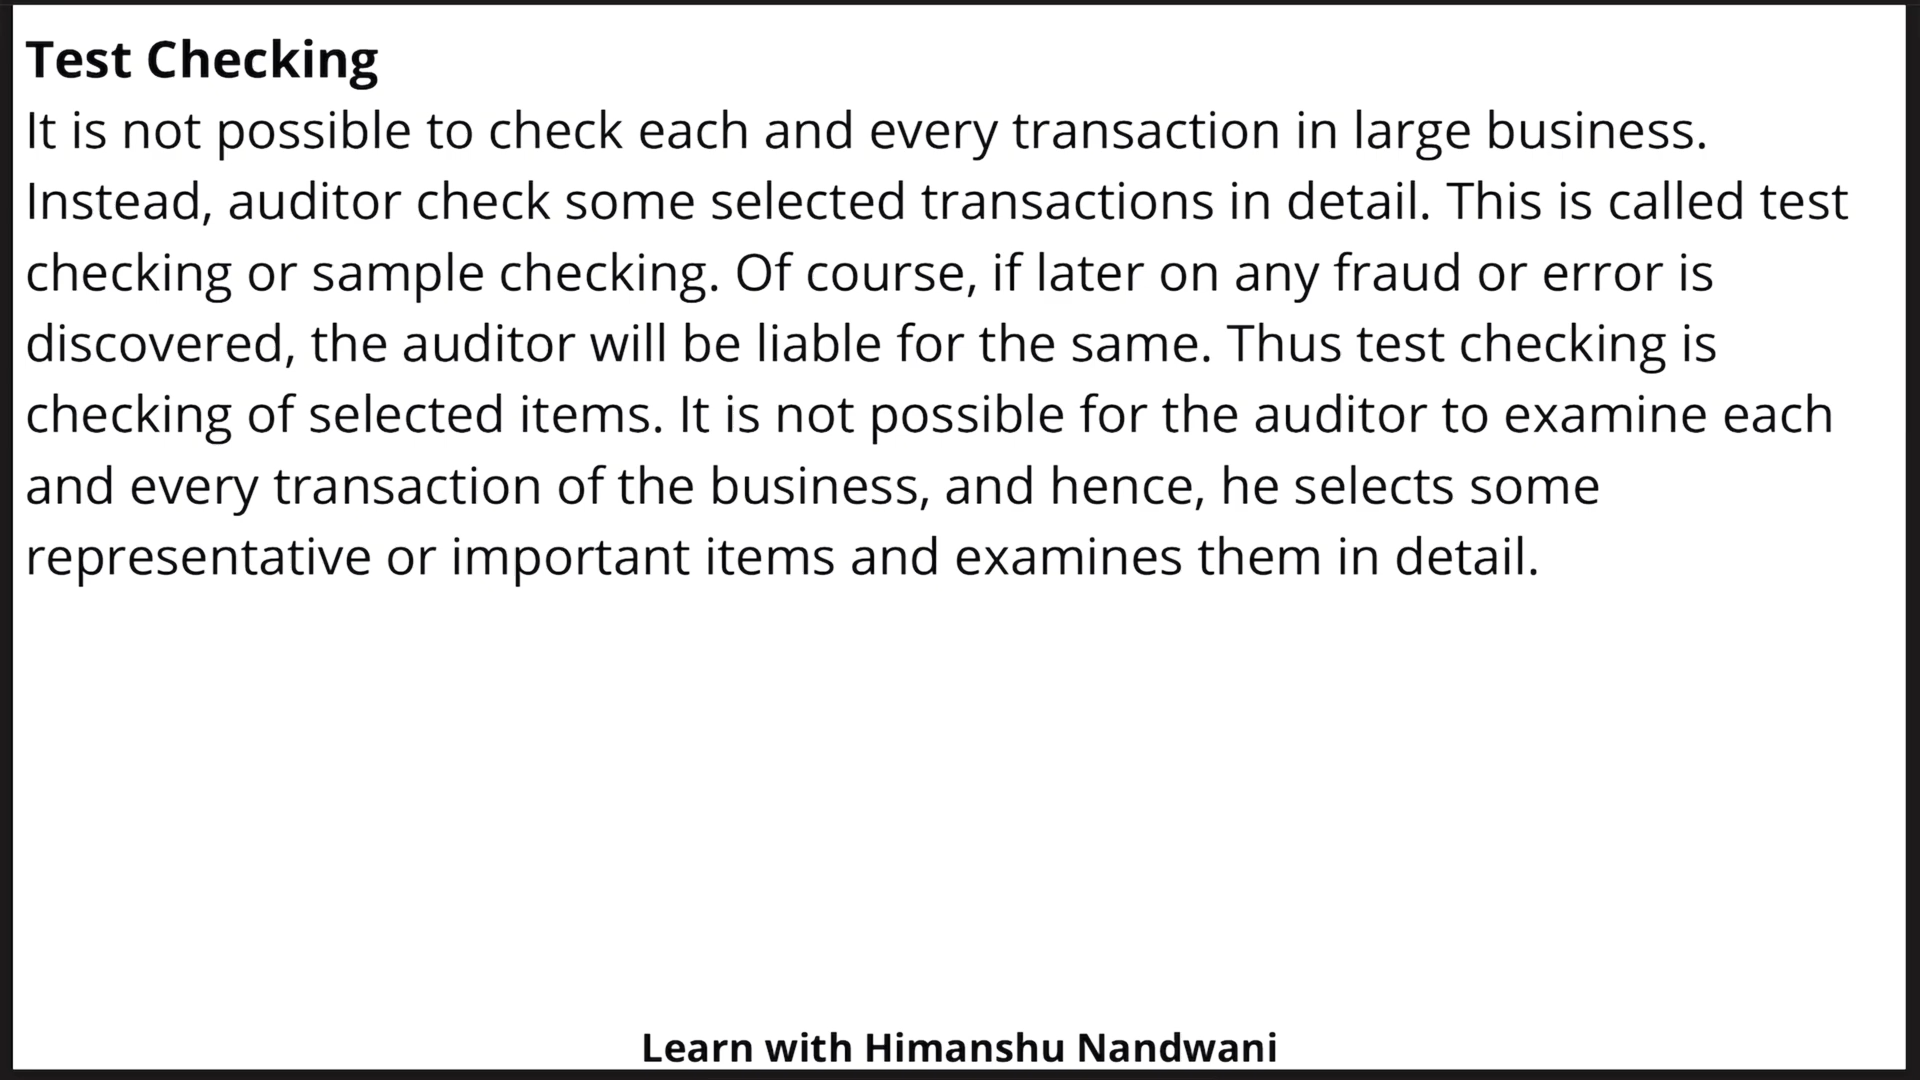 Test Checking
It is not possible to check each and every transaction in large business.
Instead, auditor check some selected transactions in detail. This is called test
checking or sample checking. Of course, if later on any fraud or error is
discovered, the auditor will be liable for the same. Thus test checking is
checking of selected items. It is not possible for the auditor to examine each
and every transaction of the business, and hence, he selects some
representative or important items and examines them in detail.
Learn with Himanshu Nandwani